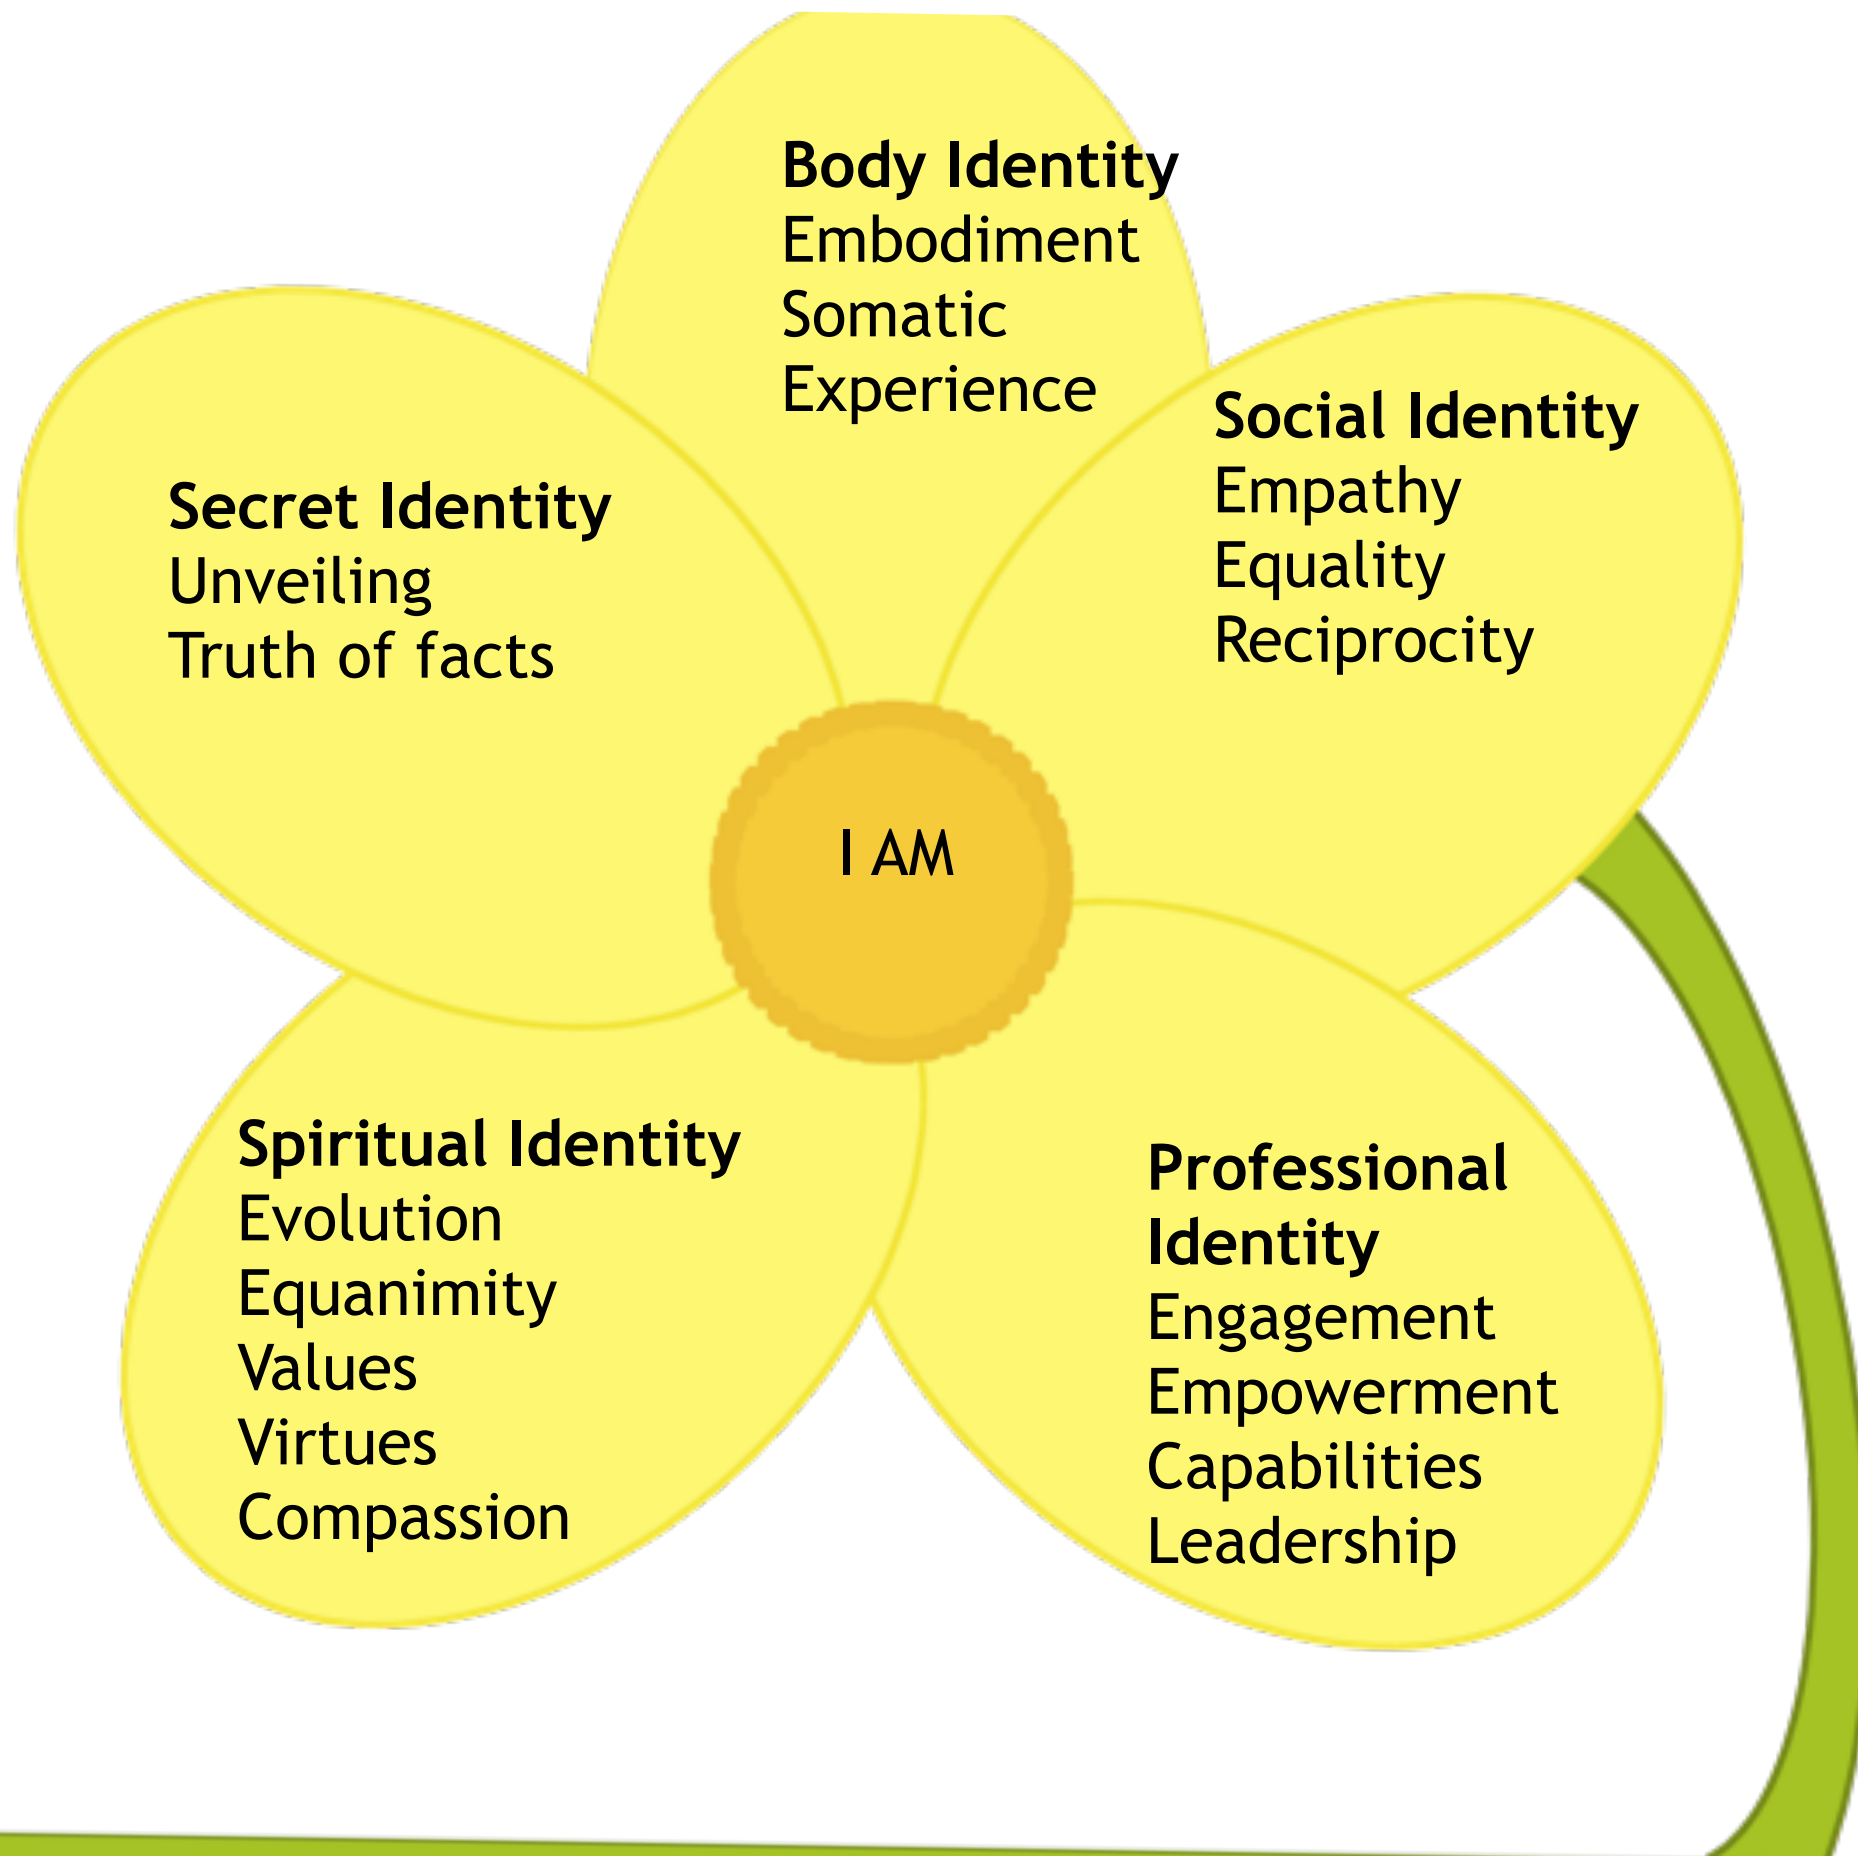 Body Identity
Embodiment
Somatic
Experience
Social Identity
Empathy
Equality
Reciprocity
Secret Identity
Unveiling
Truth of facts
I AM
Spiritual Identity
Evolution
Equanimity
Values
Virtues
Compassion
Professional
Identity
Engagement
Empowerment
Capabilities
Leadership